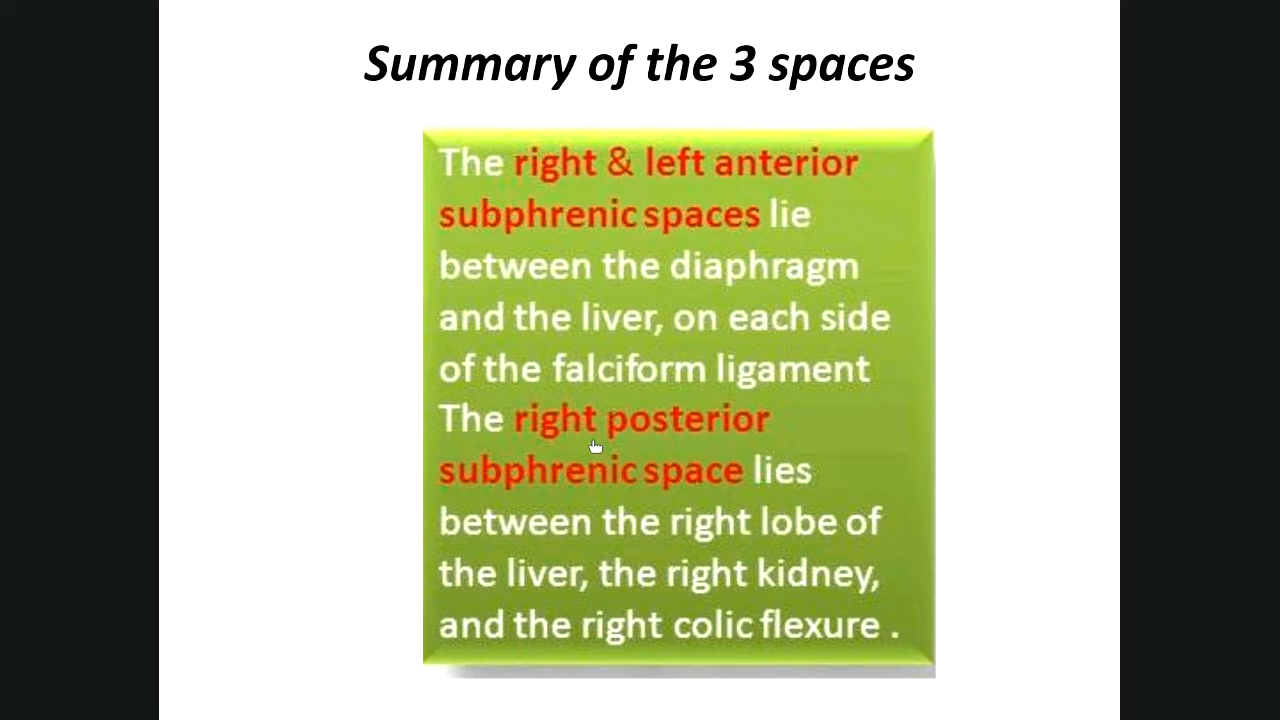 Summary of the 3 spaces
The right & left anterior
subphrenic spaces lie
between the diaphragm
and the liver, on each side
of the falciform ligament
The right posterior
subphrenic space lies
between the right lobe of
the liver, the right kidney,
and the right colic flexure .